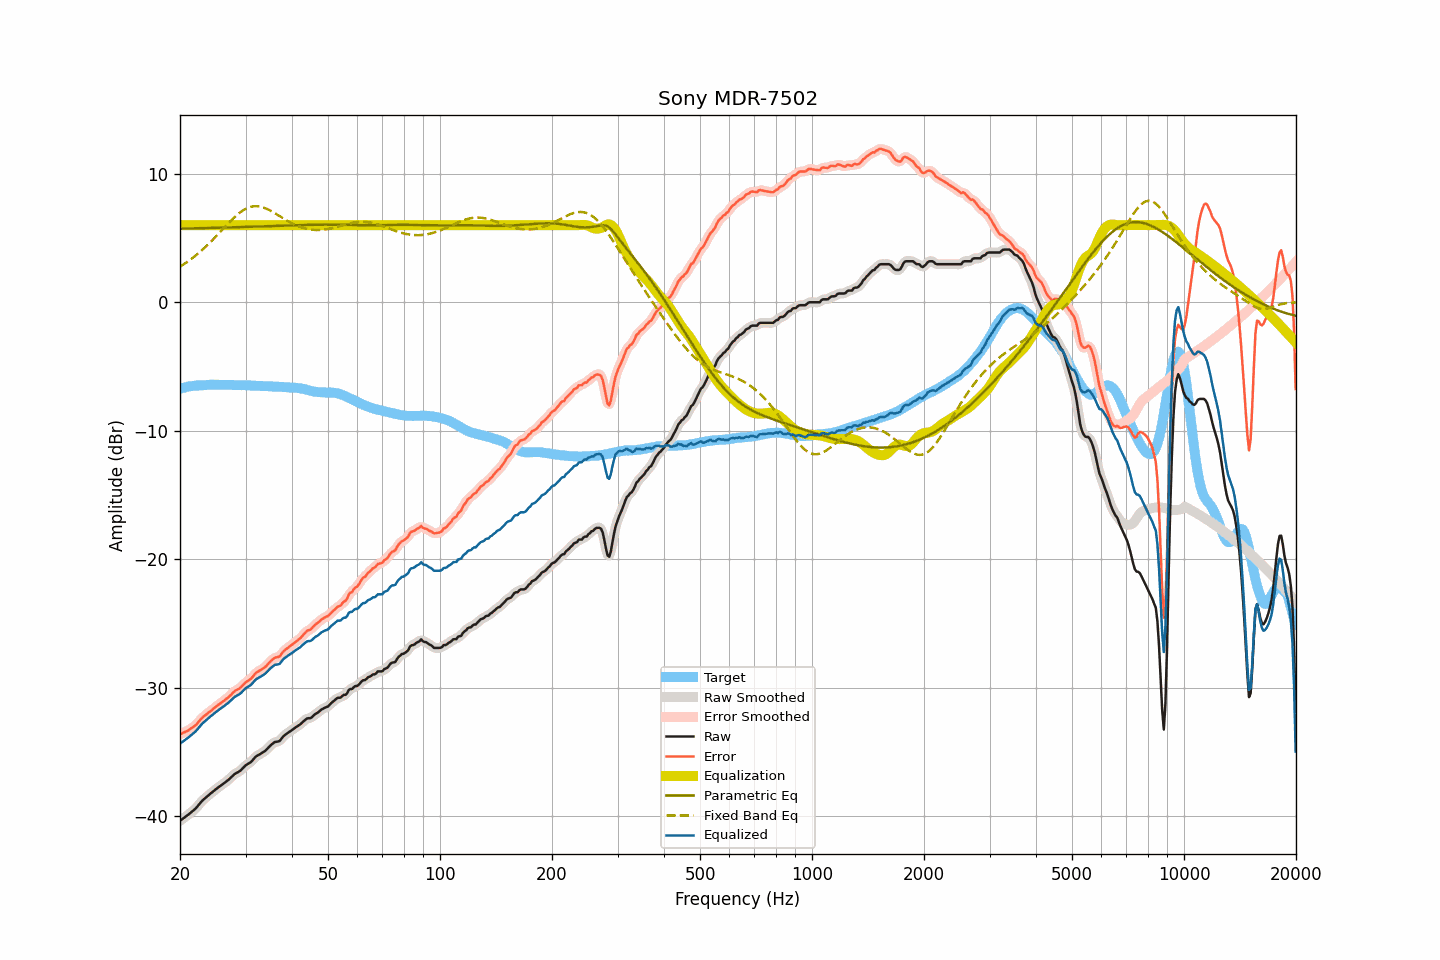 Sony MDR-7502
Amplitude (dBr)
10
0
−10
−20
−30
−40
Target
Raw Smoothed
Error Smoothed
Raw
Error
Equalization
Parametric Eq
Fixed Band Eq
Equalized
20 50 100 200 500 1000 2000 5000 10000 20000
Frequency (Hz)